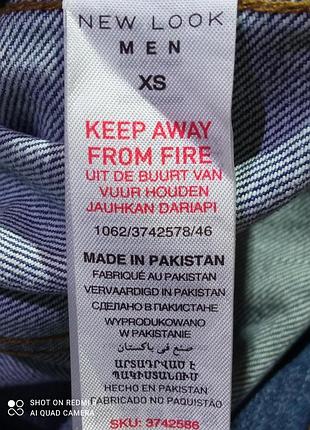 NEW LOOK
MEN
XS
KEEP AWAY
FROM FIRE
UIT DE BUURT VAN
VUUR HOUDEN
JAUHKAN DARIAPI
1062/3742578/46
MADE IN PAKISTAN
FABRIQUÉ AU PAKISTAN
VERVAARDIGD IN PAKISTAN
СДЕЛАНО В ПАКИСТАНЕ
WYPRODUKOWANO
W PAKISTANIE
صنع في باكستان
ԱՐՏԱԴՐՎԱԾ Է
ՊԱԿԻՍՏԱՆՈՒՄ
HECHO EN PAKISTAN
FABRICADO NO PAQUISTÃO
SKU: 3742586
SHOT ON REDMI
AI QUAD CAMERA